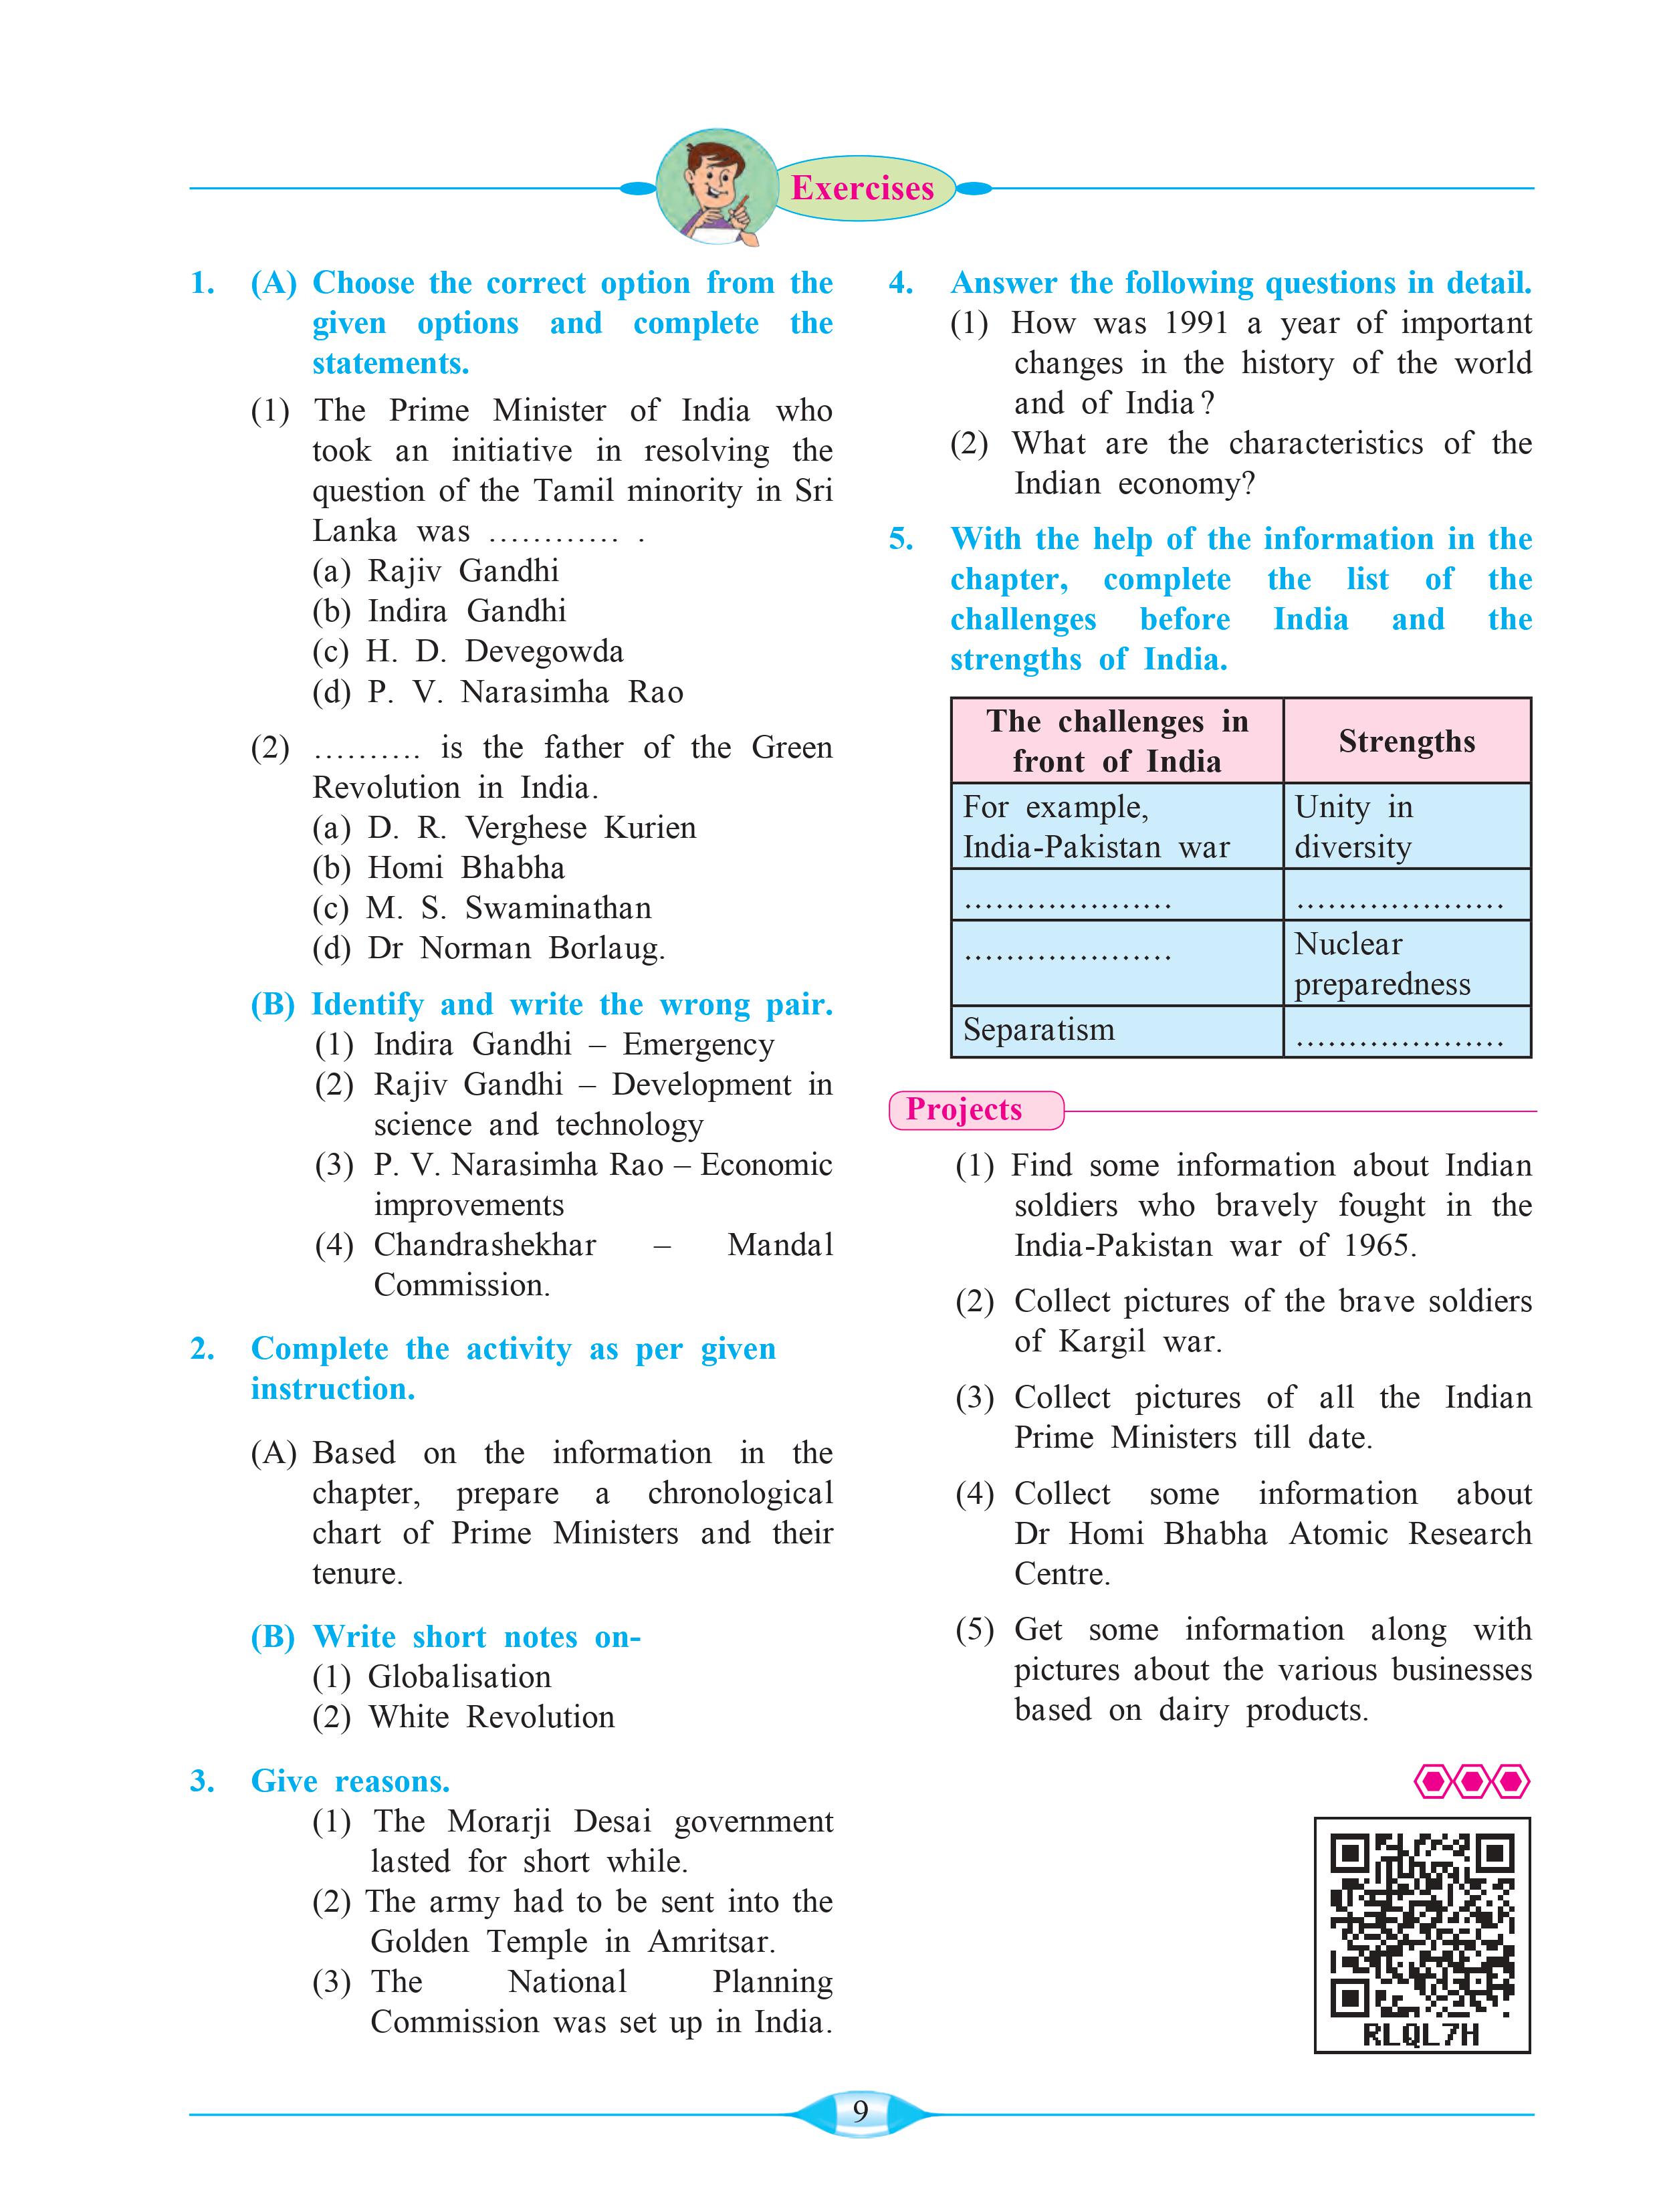 Exercises
1. (A) Choose the correct option from the
given options and complete the
statements.
(1) The Prime Minister of India who
took an initiative in resolving the
question of the Tamil minority in Sri
Lanka was ............ .
(a) Rajiv Gandhi
(b) Indira Gandhi
(c) H. D. Devegowda
(d) P. V. Narasimha Rao
(2) .......... is the father of the Green
Revolution in India.
(a) D. R. Verghese Kurien
(b) Homi Bhabha
(c) M. S. Swaminathan
(d) Dr Norman Borlaug.
(B) Identify and write the wrong pair.
(1) Indira Gandhi – Emergency
(2) Rajiv Gandhi – Development in
science and technology
(3) P. V. Narasimha Rao – Economic
improvements
(4) Chandrashekhar – Mandal
Commission.
2. Complete the activity as per given
instruction.
(A) Based on the information in the
chapter, prepare a chronological
chart of Prime Ministers and their
tenure.
(B) Write short notes on-
(1) Globalisation
(2) White Revolution
3. Give reasons.
(1) The Morarji Desai government
lasted for short while.
(2) The army had to be sent into the
Golden Temple in Amritsar.
(3) The National Planning
Commission was set up in India.
4. Answer the following questions in detail.
(1) How was 1991 a year of important
changes in the history of the world
and of India?
(2) What are the characteristics of the
Indian economy?
5. With the help of the information in the
chapter, complete the list of the
challenges before India and the
strengths of India.
The challenges in
front of India
Strengths
For example,
India-Pakistan war
Unity in
diversity
....................
....................
....................
Nuclear
preparedness
Separatism
....................
Projects
(1) Find some information about Indian
soldiers who bravely fought in the
India-Pakistan war of 1965.
(2) Collect pictures of the brave soldiers
of Kargil war.
(3) Collect pictures of all the Indian
Prime Ministers till date.
(4) Collect some information about
Dr Homi Bhabha Atomic Research
Centre.
(5) Get some information along with
pictures about the various businesses
based on dairy products.
RLQL7H
9